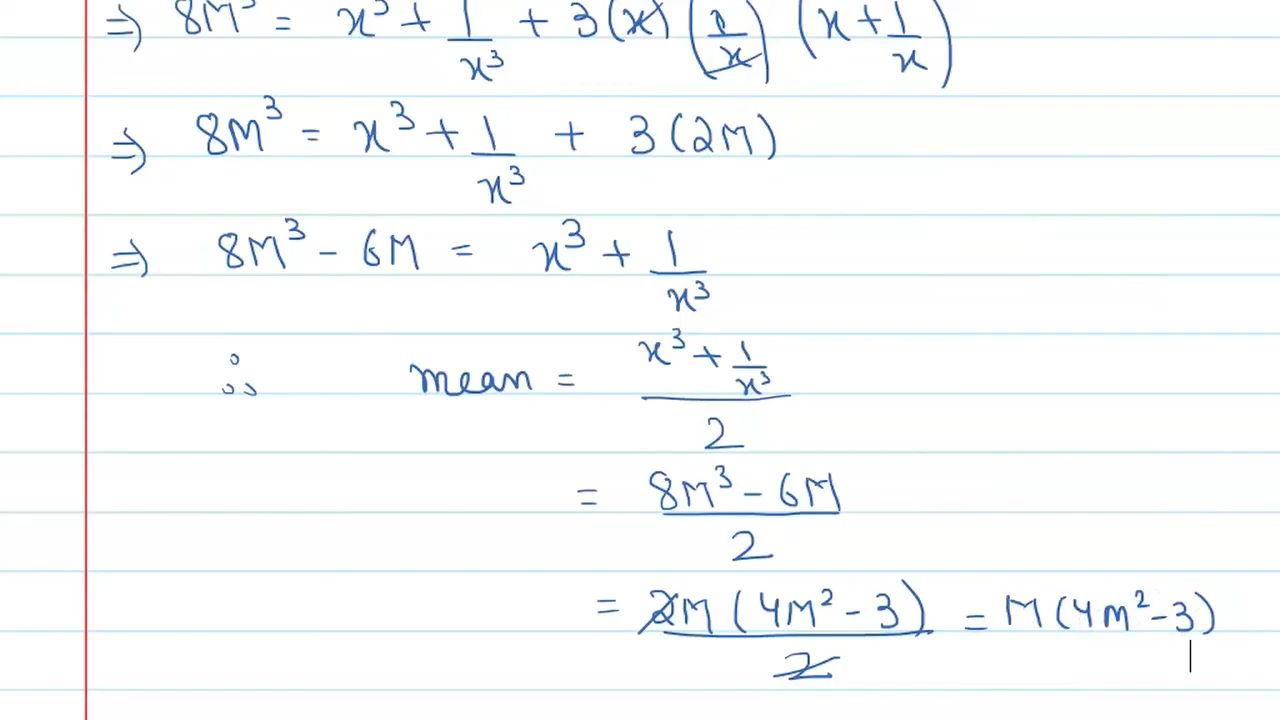 ⇒ 8M³ = x³ + 1/x³ + 3(x)(1/x)(x + 1/x)
⇒ 8M³ = x³ + 1/x³ + 3(2M)
⇒ 8M³ - 6M = x³ + 1/x³
∴ mean = (x³ + 1/x³)/2
= (8M³ - 6M)/2
= 2M(4M² - 3)/2 = M(4m² - 3)